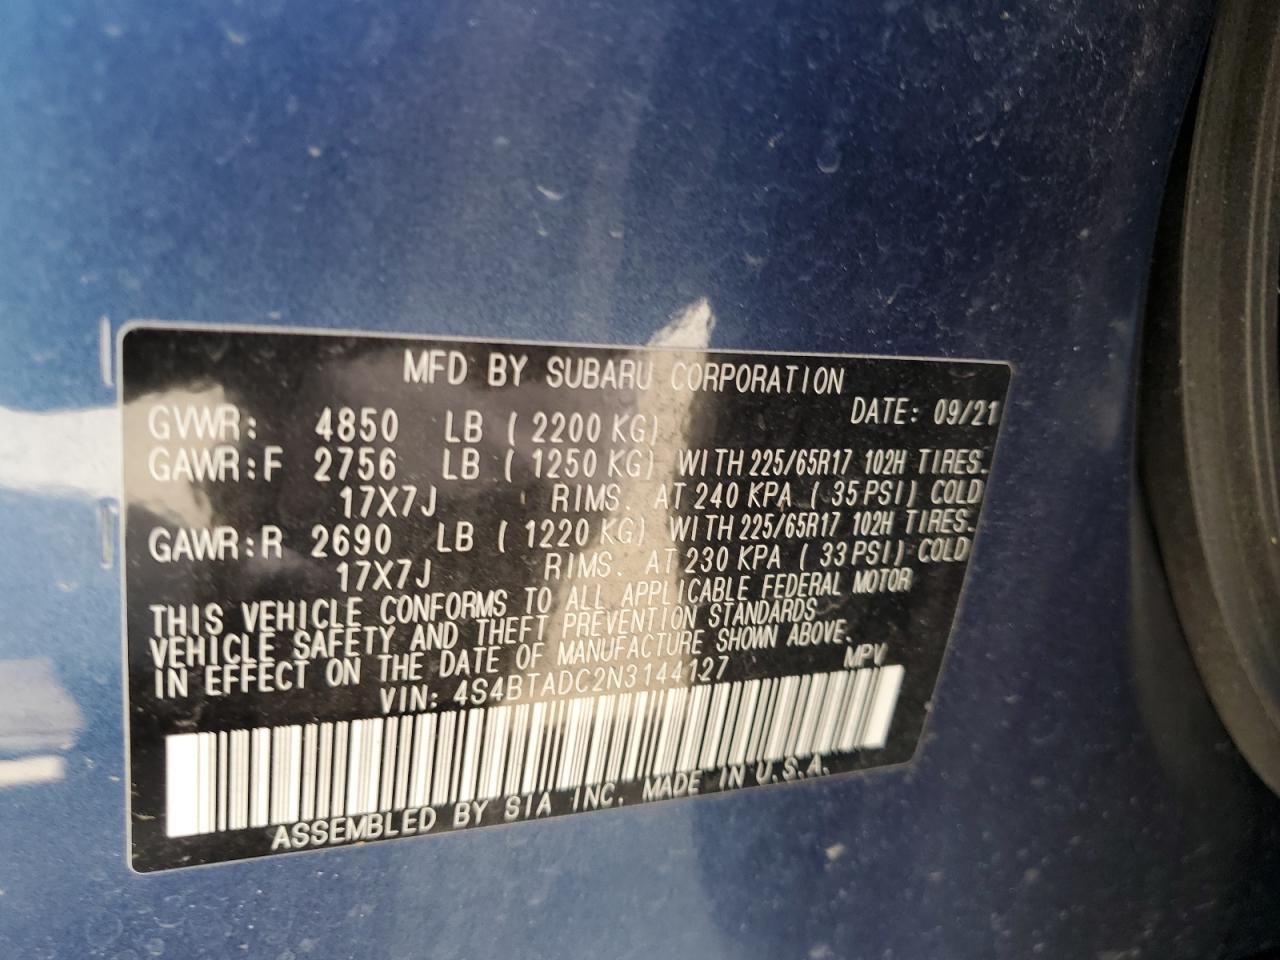 MFD BY SUBARU CORPORATION
DATE: 09/21
GVWR: 4850 LB ( 2200 KG)
GAWR:F 2756 LB ( 1250 KG) WITH 225/65R17 102H TIRES.
17X7J RIMS. AT 240 KPA ( 35 PSI) COLD
GAWR:R 2690 LB ( 1220 KG) WITH 225/65R17 102H TIRES.
17X7J RIMS. AT 230 KPA ( 33 PSI) COLD
THIS VEHICLE CONFORMS TO ALL APPLICABLE FEDERAL MOTOR
VEHICLE SAFETY AND THEFT PREVENTION STANDARDS
IN EFFECT ON THE DATE OF MANUFACTURE SHOWN ABOVE.
VIN: 4S4BTADC2N3144127 MPV
ASSEMBLED BY SIA INC. MADE IN U.S.A.